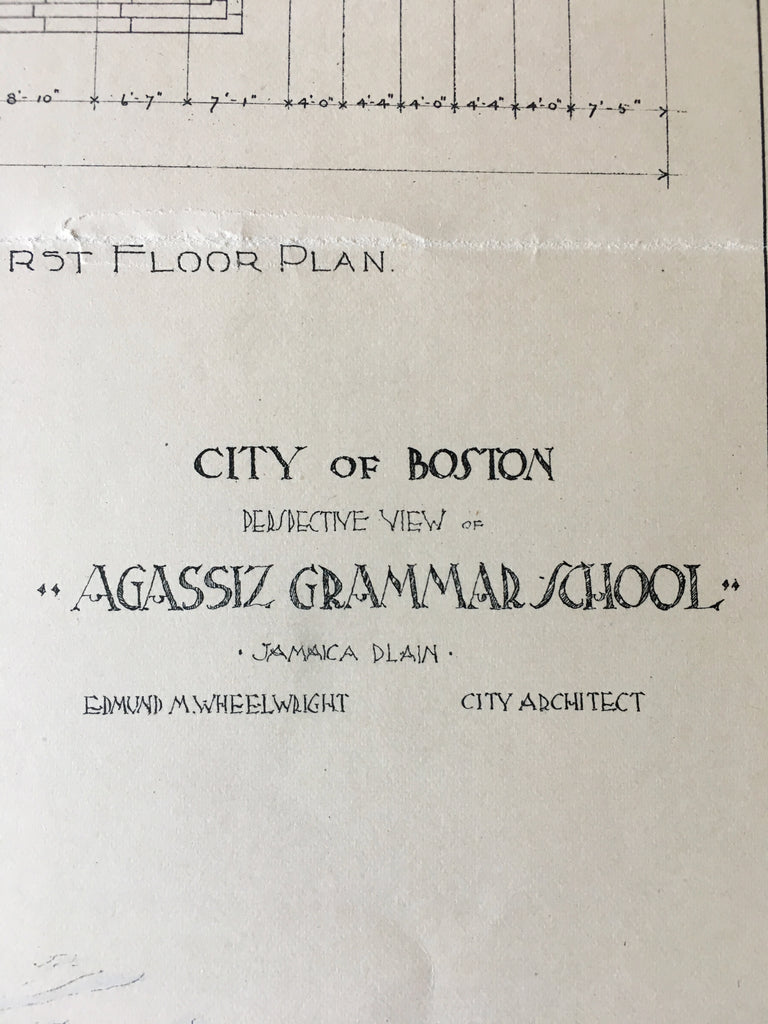 8'-10" 6'-7" 7'-1" 4'-0" 4'-4" 4'-0" 4'-4" 4'-0" 7'-5"
RST FLOOR PLAN.
CITY OF BOSTON
PERSPECTIVE VIEW OF
"AGASSIZ GRAMMAR SCHOOL"
· JAMAICA PLAIN ·
EDMUND M. WHEELWRIGHT CITY ARCHITECT